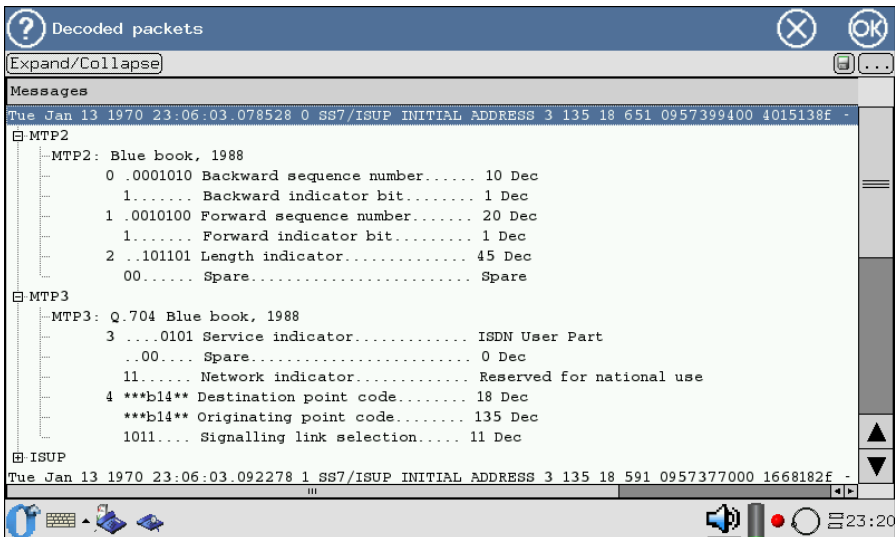 ? Decoded packets OK
Expand/Collapse ...
Messages
Tue Jan 13 1970 23:06:03.078528 0 SS7/ISUP INITIAL ADDRESS 3 135 18 651 0957399400 4015138f -
MTP2
MTP2: Blue book, 1988
0 .0001010 Backward sequence number...... 10 Dec
1....... Backward indicator bit........ 1 Dec
1 .0010100 Forward sequence number....... 20 Dec
1....... Forward indicator bit......... 1 Dec
2 ..101101 Length indicator.............. 45 Dec
00...... Spare......................... Spare
MTP3
MTP3: Q.704 Blue book, 1988
3 ....0101 Service indicator............. ISDN User Part
..00.... Spare......................... 0 Dec
11...... Network indicator............. Reserved for national use
4 ***b14** Destination point code........ 18 Dec
***b14** Originating point code........ 135 Dec
1011.... Signalling link selection..... 11 Dec
ISUP
Tue Jan 13 1970 23:06:03.092278 1 SS7/ISUP INITIAL ADDRESS 3 135 18 591 0957377000 1668182f -
23:20